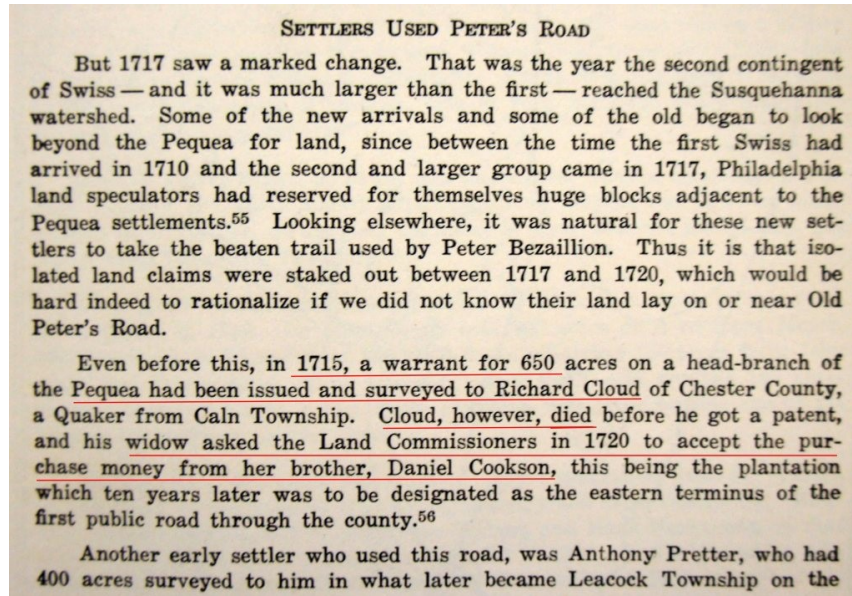 SETTLERS USED PETER'S ROAD
But 1717 saw a marked change. That was the year the second contingent
of Swiss — and it was much larger than the first — reached the Susquehanna
watershed. Some of the new arrivals and some of the old began to look
beyond the Pequea for land, since between the time the first Swiss had
arrived in 1710 and the second and larger group came in 1717, Philadelphia
land speculators had reserved for themselves huge blocks adjacent to the
Pequea settlements.55 Looking elsewhere, it was natural for these new set-
tlers to take the beaten trail used by Peter Bezaillion. Thus it is that iso-
lated land claims were staked out between 1717 and 1720, which would be
hard indeed to rationalize if we did not know their land lay on or near Old
Peter's Road.
Even before this, in 1715, a warrant for 650 acres on a head-branch of
the Pequea had been issued and surveyed to Richard Cloud of Chester County,
a Quaker from Caln Township. Cloud, however, died before he got a patent,
and his widow asked the Land Commissioners in 1720 to accept the pur-
chase money from her brother, Daniel Cookson, this being the plantation
which ten years later was to be designated as the eastern terminus of the
first public road through the county.56
Another early settler who used this road, was Anthony Pretter, who had
400 acres surveyed to him in what later became Leacock Township on the